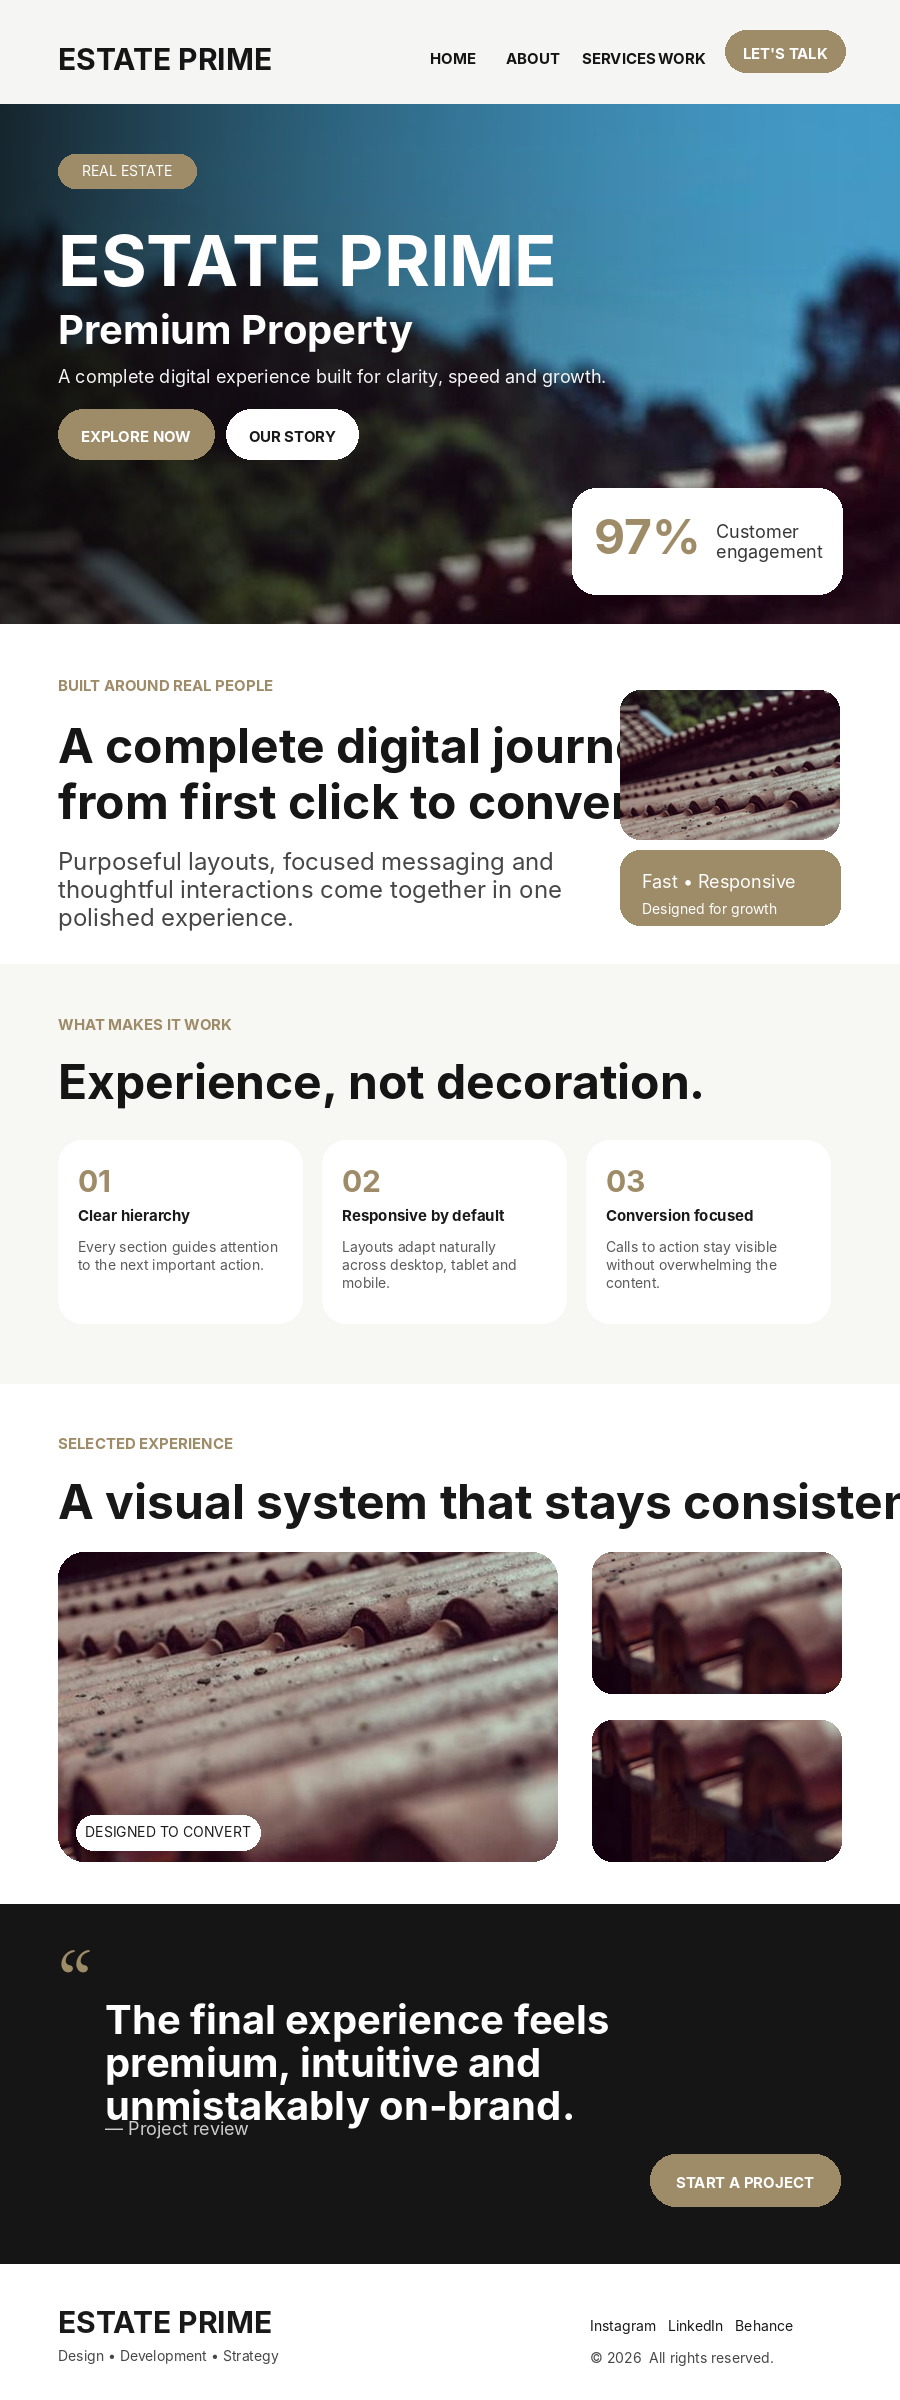 ESTATE PRIME
HOME ABOUT SERVICES WORK LET'S TALK
REAL ESTATE
ESTATE PRIME
Premium Property
A complete digital experience built for clarity, speed and growth.
EXPLORE NOW OUR STORY
97% Customer
engagement
BUILT AROUND REAL PEOPLE
A complete digital journe
from first click to conver
Purposeful layouts, focused messaging and
thoughtful interactions come together in one
polished experience.
Fast • Responsive
Designed for growth
WHAT MAKES IT WORK
Experience, not decoration.
01
Clear hierarchy
Every section guides attention
to the next important action.
02
Responsive by default
Layouts adapt naturally
across desktop, tablet and
mobile.
03
Conversion focused
Calls to action stay visible
without overwhelming the
content.
SELECTED EXPERIENCE
A visual system that stays consister
DESIGNED TO CONVERT
“
The final experience feels
premium, intuitive and
unmistakably on-brand.
— Project review
START A PROJECT
ESTATE PRIME
Design • Development • Strategy
Instagram LinkedIn Behance
© 2026 All rights reserved.